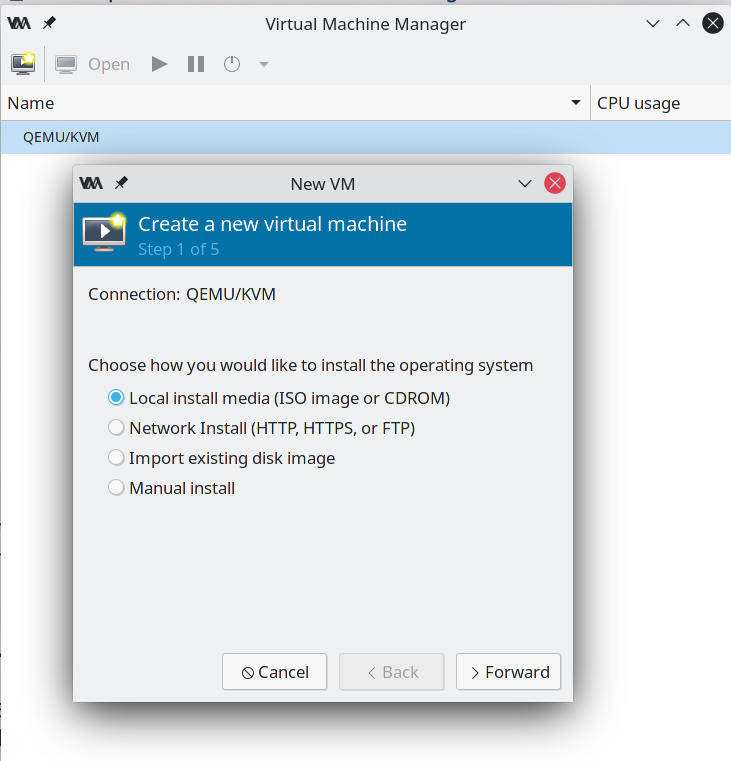 Virtual Machine Manager
Open
Name
CPU usage
QEMU/KVM
New VM
Create a new virtual machine
Step 1 of 5
Connection: QEMU/KVM
Choose how you would like to install the operating system
Local install media (ISO image or CDROM)
Network Install (HTTP, HTTPS, or FTP)
Import existing disk image
Manual install
Cancel
Back
Forward